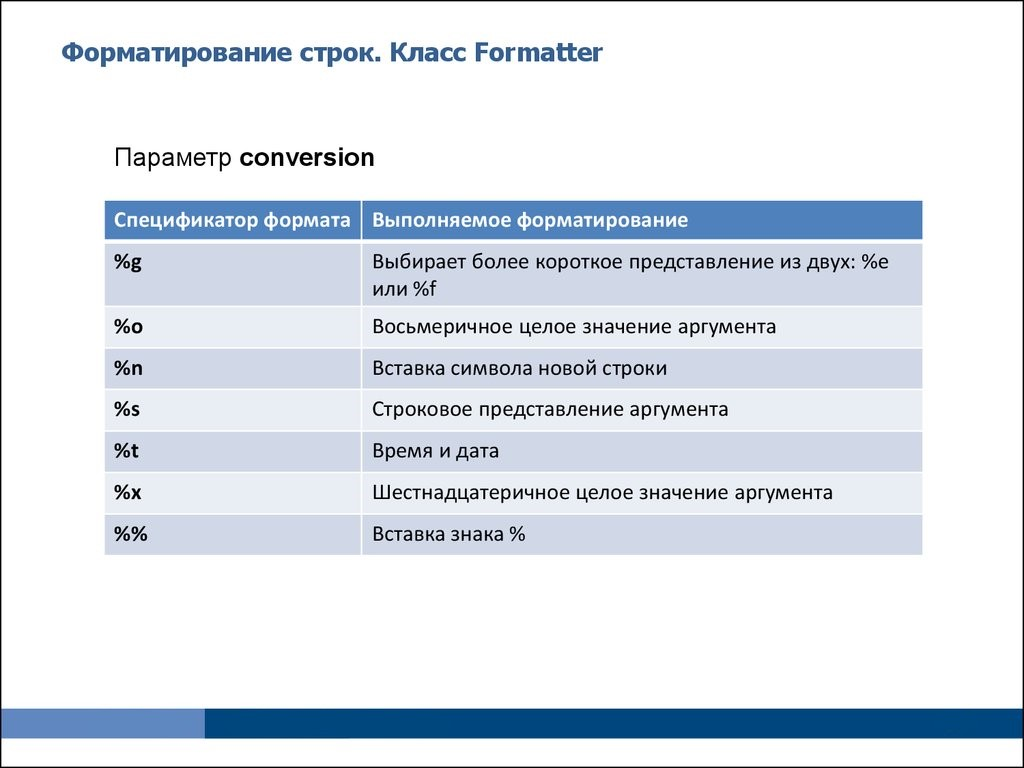 Форматирование строк. Класс Formatter
Параметр conversion
Спецификатор формата Выполняемое форматирование
%g Выбирает более короткое представление из двух: %e
или %f
%o Восьмеричное целое значение аргумента
%n Вставка символа новой строки
%s Строковое представление аргумента
%t Время и дата
%x Шестнадцатеричное целое значение аргумента
%% Вставка знака %